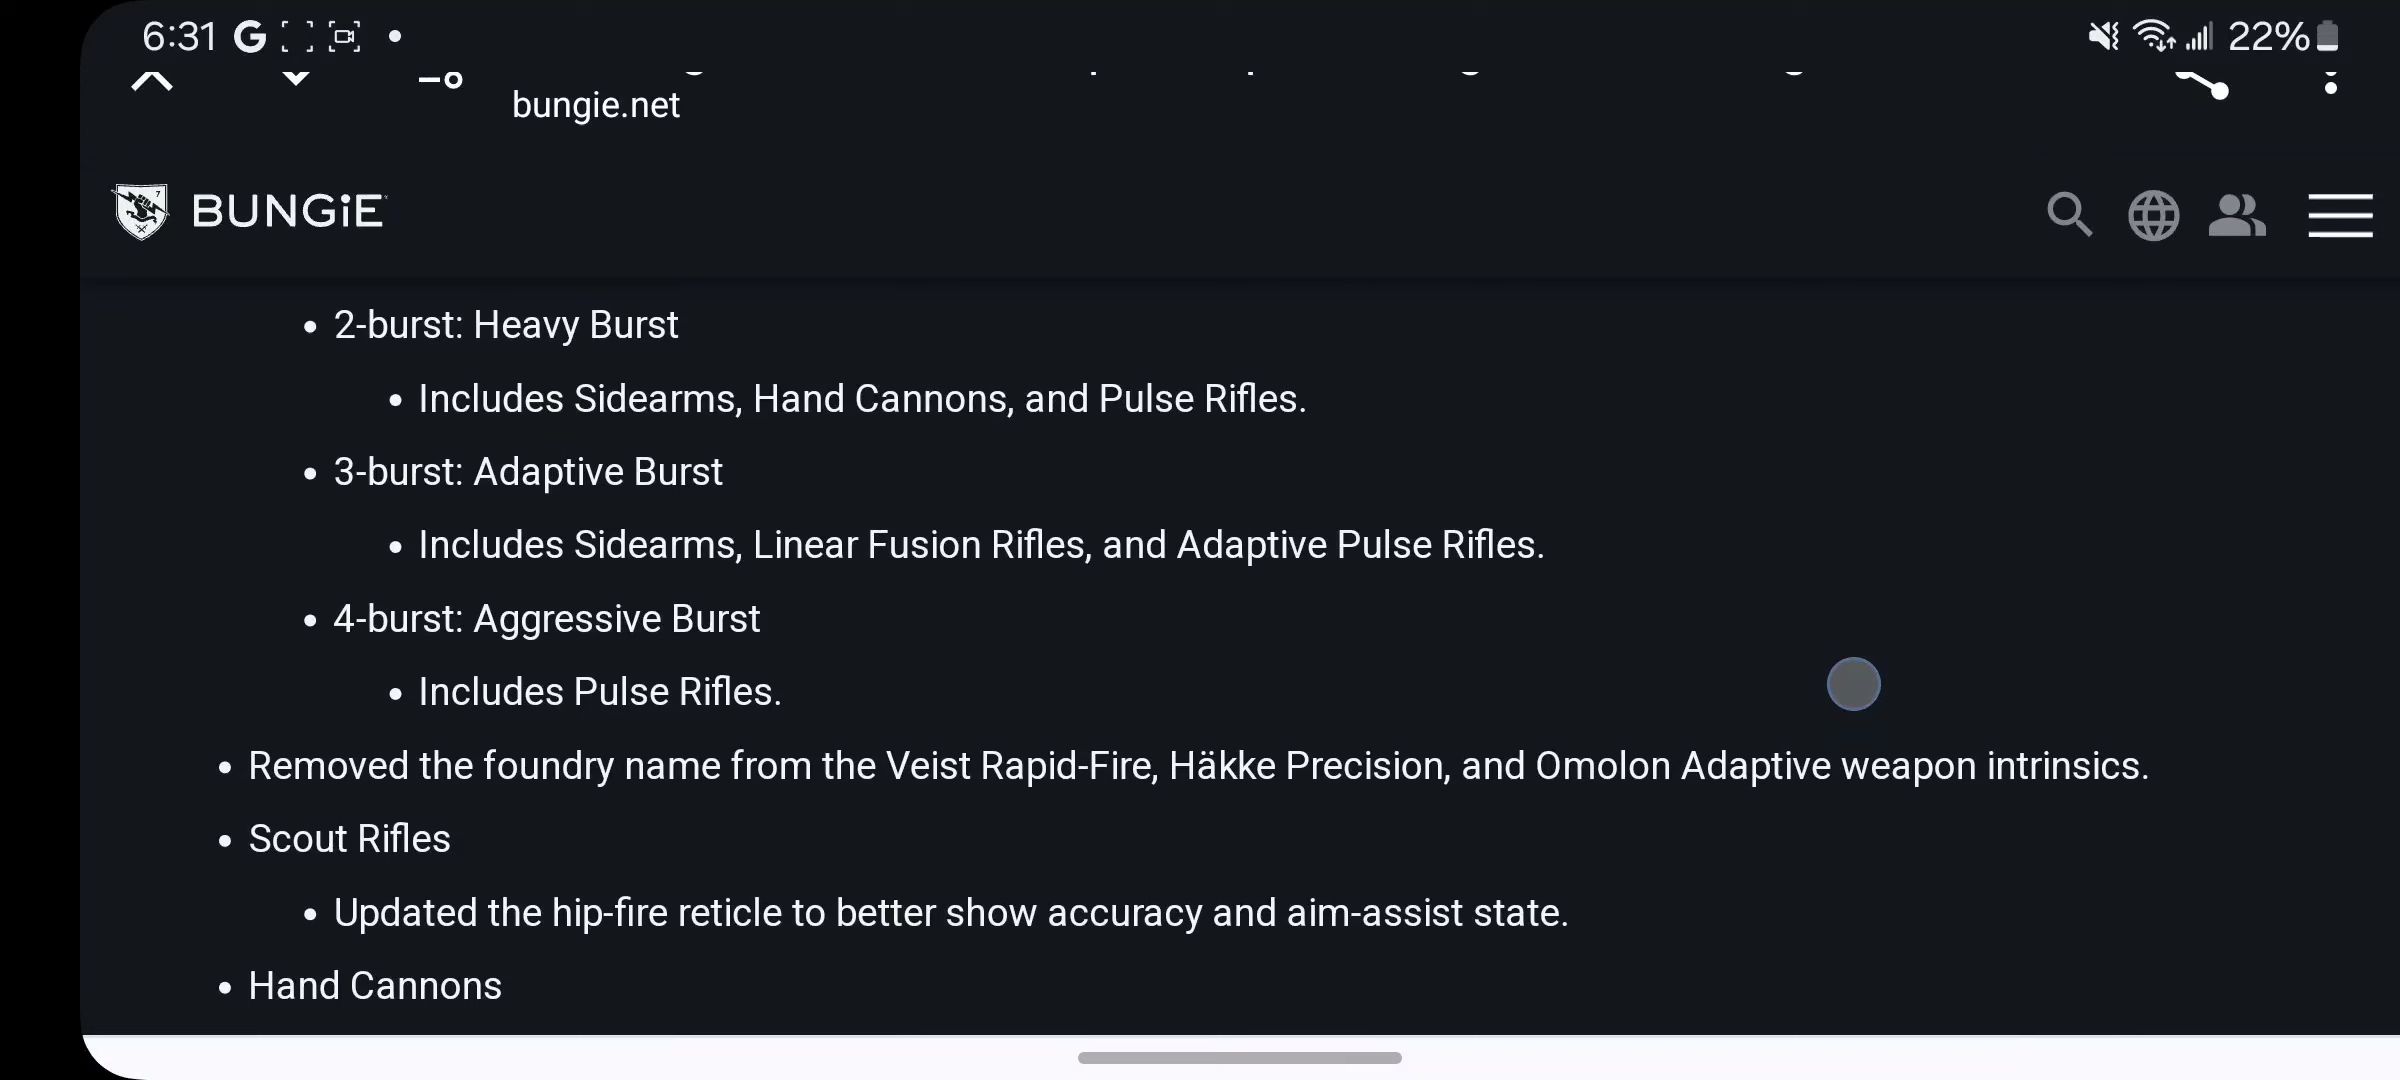 6:31
22%
bungie.net
BUNGiE
2-burst: Heavy Burst
Includes Sidearms, Hand Cannons, and Pulse Rifles.
3-burst: Adaptive Burst
Includes Sidearms, Linear Fusion Rifles, and Adaptive Pulse Rifles.
4-burst: Aggressive Burst
Includes Pulse Rifles.
Removed the foundry name from the Veist Rapid-Fire, Häkke Precision, and Omolon Adaptive weapon intrinsics.
Scout Rifles
Updated the hip-fire reticle to better show accuracy and aim-assist state.
Hand Cannons